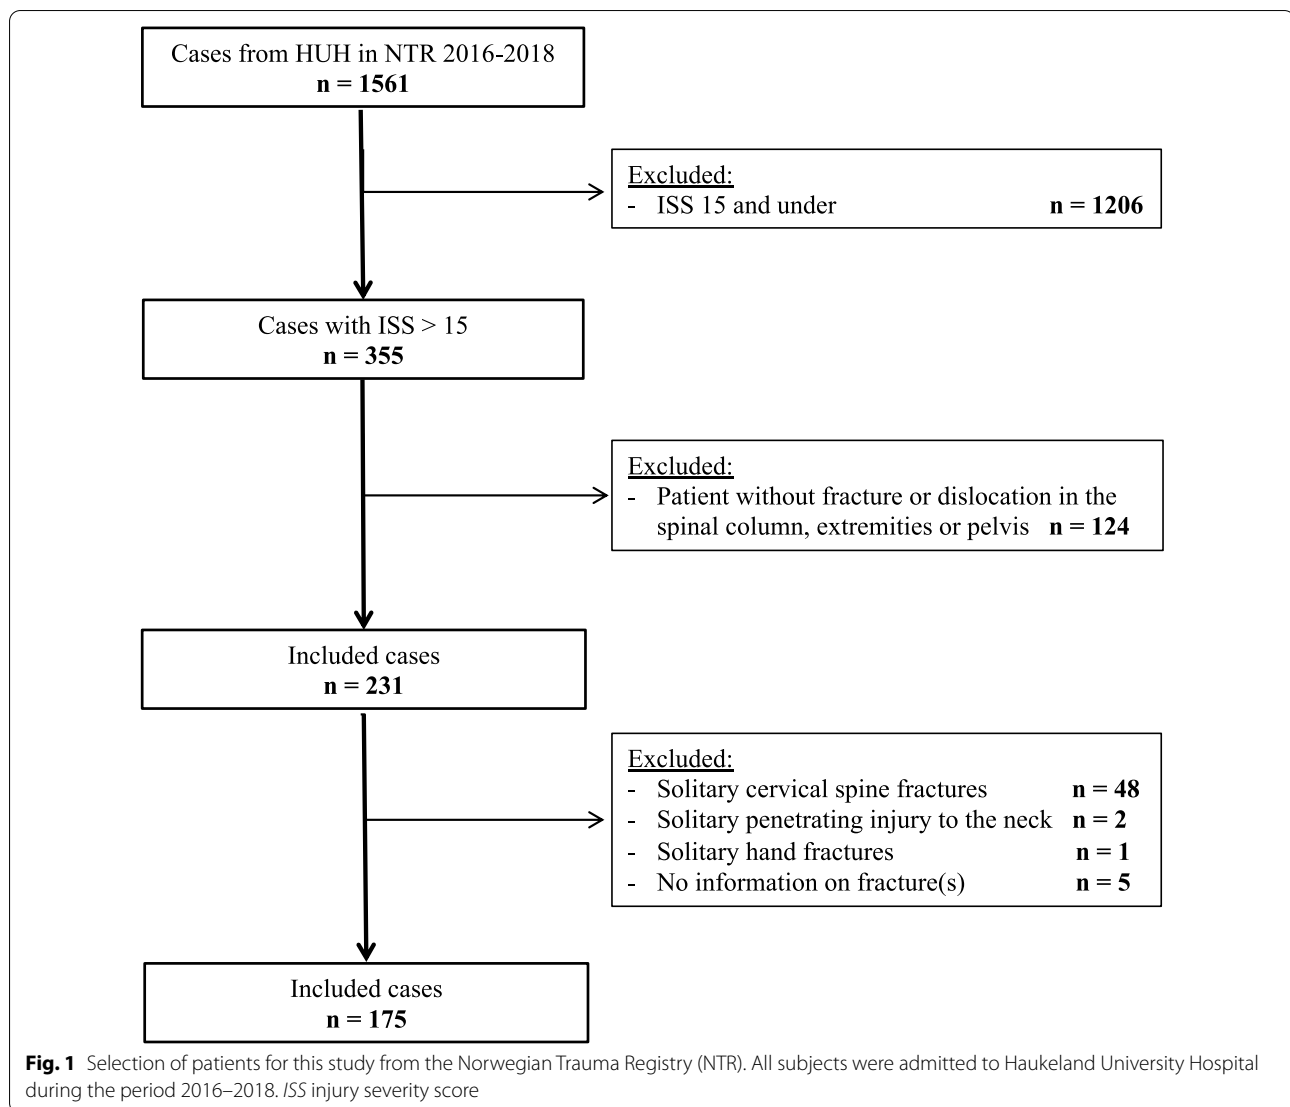 Cases from HUH in NTR 2016-2018
n = 1561
Excluded:
- ISS 15 and under n = 1206
Cases with ISS > 15
n = 355
Excluded:
- Patient without fracture or dislocation in the
spinal column, extremities or pelvis n = 124
Included cases
n = 231
Excluded:
- Solitary cervical spine fractures n = 48
- Solitary penetrating injury to the neck n = 2
- Solitary hand fractures n = 1
- No information on fracture(s) n = 5
Included cases
n = 175
Fig. 1 Selection of patients for this study from the Norwegian Trauma Registry (NTR). All subjects were admitted to Haukeland University Hospital
during the period 2016–2018. ISS injury severity score